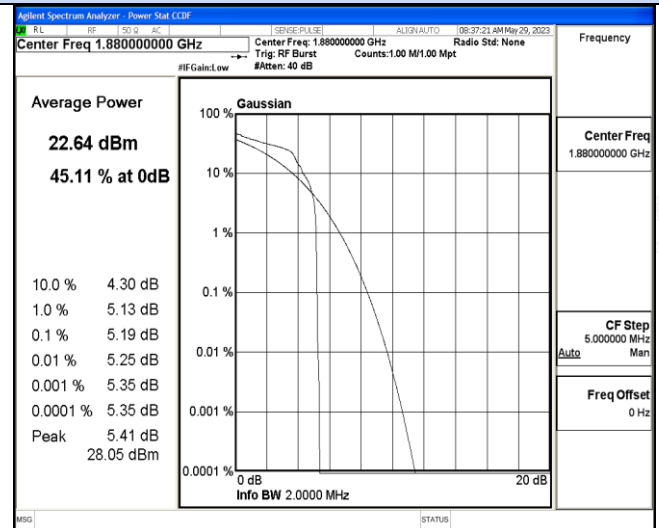 Agilent Spectrum Analyzer - Power Stat CCDF
RL RF 50 Ω AC SENSE:PULSE ALIGN AUTO 08:37:21 AM May 29, 2023
Center Freq 1.880000000 GHz
Center Freq: 1.880000000 GHz Radio Std: None
Trig: RF Burst Counts:1.00 M/1.00 Mpt
#IFGain:Low #Atten: 40 dB
Frequency
Average Power
22.64 dBm
45.11 % at 0dB
10.0 % 4.30 dB
1.0 % 5.13 dB
0.1 % 5.19 dB
0.01 % 5.25 dB
0.001 % 5.35 dB
0.0001 % 5.35 dB
Peak 5.41 dB
28.05 dBm
Gaussian
100 %
10 %
1 %
0.1 %
0.01 %
0.001 %
0.0001 %
0 dB 20 dB
Info BW 2.0000 MHz
Center Freq
1.880000000 GHz
CF Step
5.000000 MHz
Auto Man
Freq Offset
0 Hz
MSG STATUS